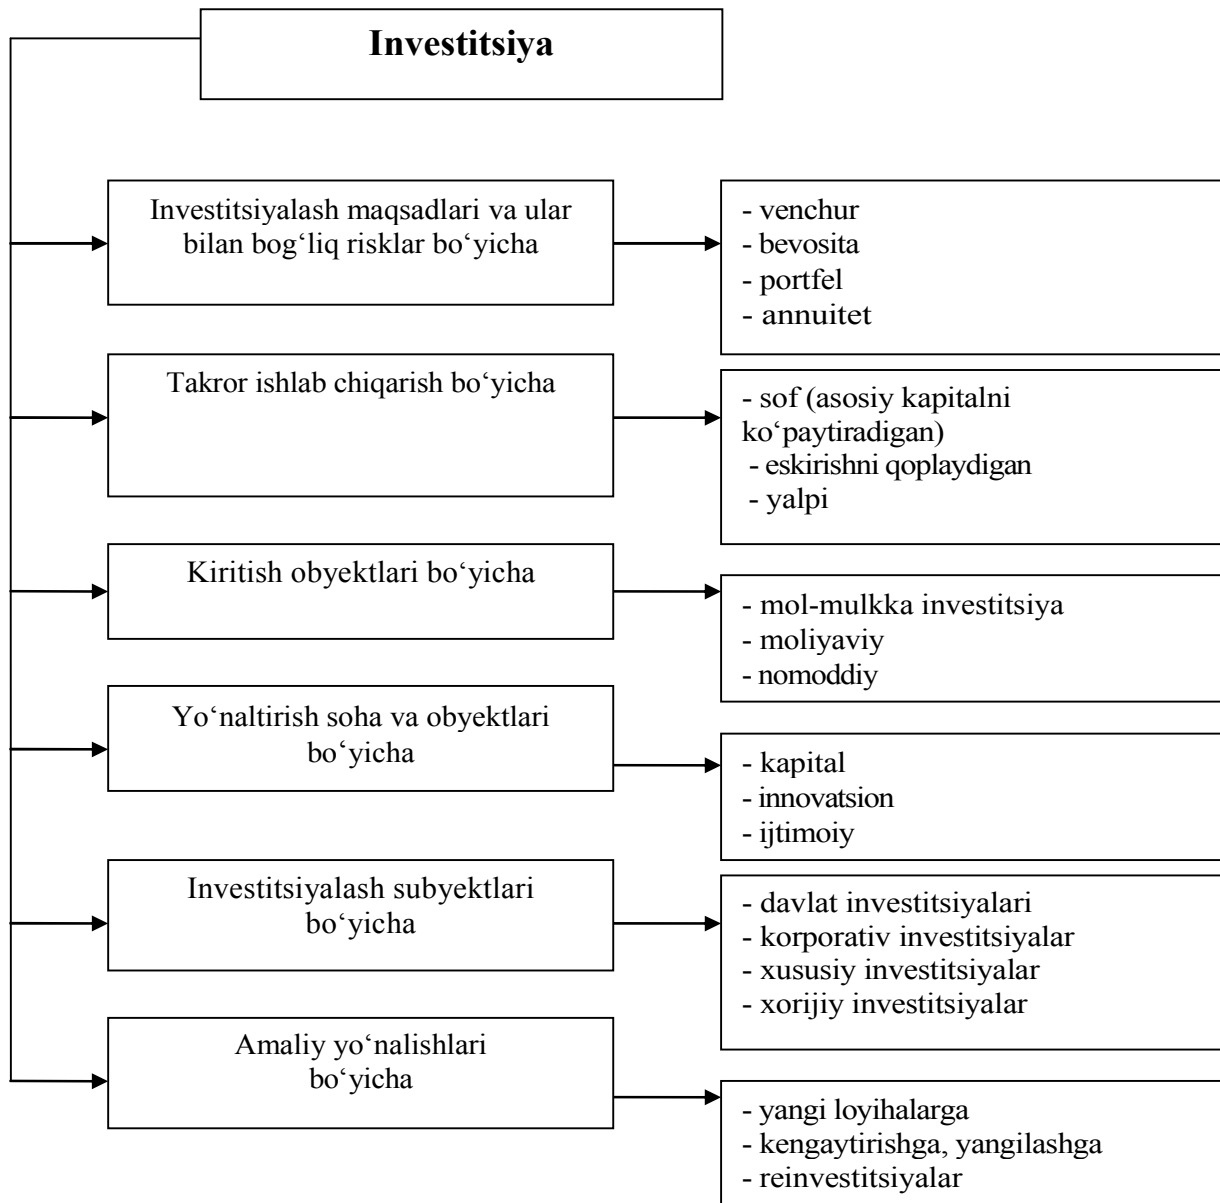 Investitsiya
Investitsiyalash maqsadlari va ular
bilan bog‘liq risklar bo‘yicha
- venchur
- bevosita
- portfel
- annuitet
Takror ishlab chiqarish bo‘yicha
- sof (asosiy kapitalni
ko‘paytiradigan)
- eskirishni qoplaydigan
- yalpi
Kiritish obyektlari bo‘yicha
- mol-mulkka investitsiya
- moliyaviy
- nomoddiy
Yo‘naltirish soha va obyektlari
bo‘yicha
- kapital
- innovatsion
- ijtimoiy
Investitsiyalash subyektlari
bo‘yicha
- davlat investitsiyalari
- korporativ investitsiyalar
- xususiy investitsiyalar
- xorijiy investitsiyalar
Amaliy yo‘nalishlari
bo‘yicha
- yangi loyihalarga
- kengaytirishga, yangilashga
- reinvestitsiyalar